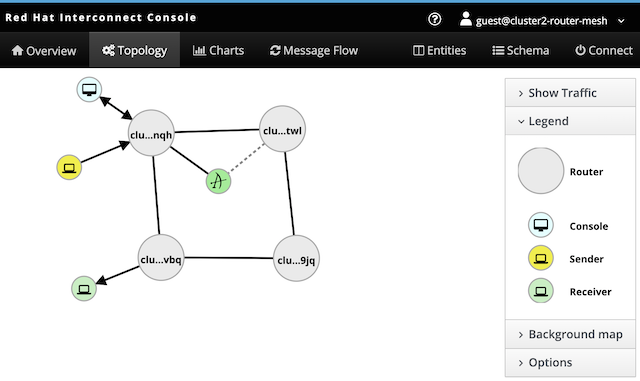 Red Hat Interconnect Console
guest@cluster2-router-mesh
Overview
Topology
Charts
Message Flow
Entities
Schema
Connect
clu...nqh
clu...twl
clu...vbq
clu...9jq
Show Traffic
Legend
Router
Console
Sender
Receiver
Background map
Options